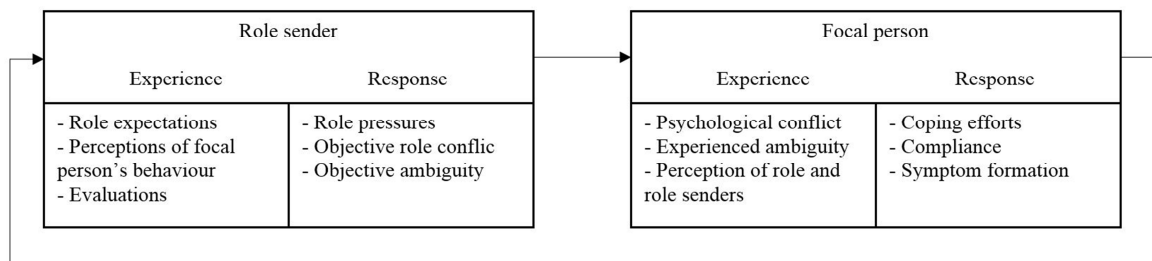 Role sender
Experience
Response
- Role expectations
- Perceptions of focal
person's behaviour
- Evaluations
- Role pressures
- Objective role conflic
- Objective ambiguity
Focal person
Experience
Response
- Psychological conflict
- Experienced ambiguity
- Perception of role and
role senders
- Coping efforts
- Compliance
- Symptom formation